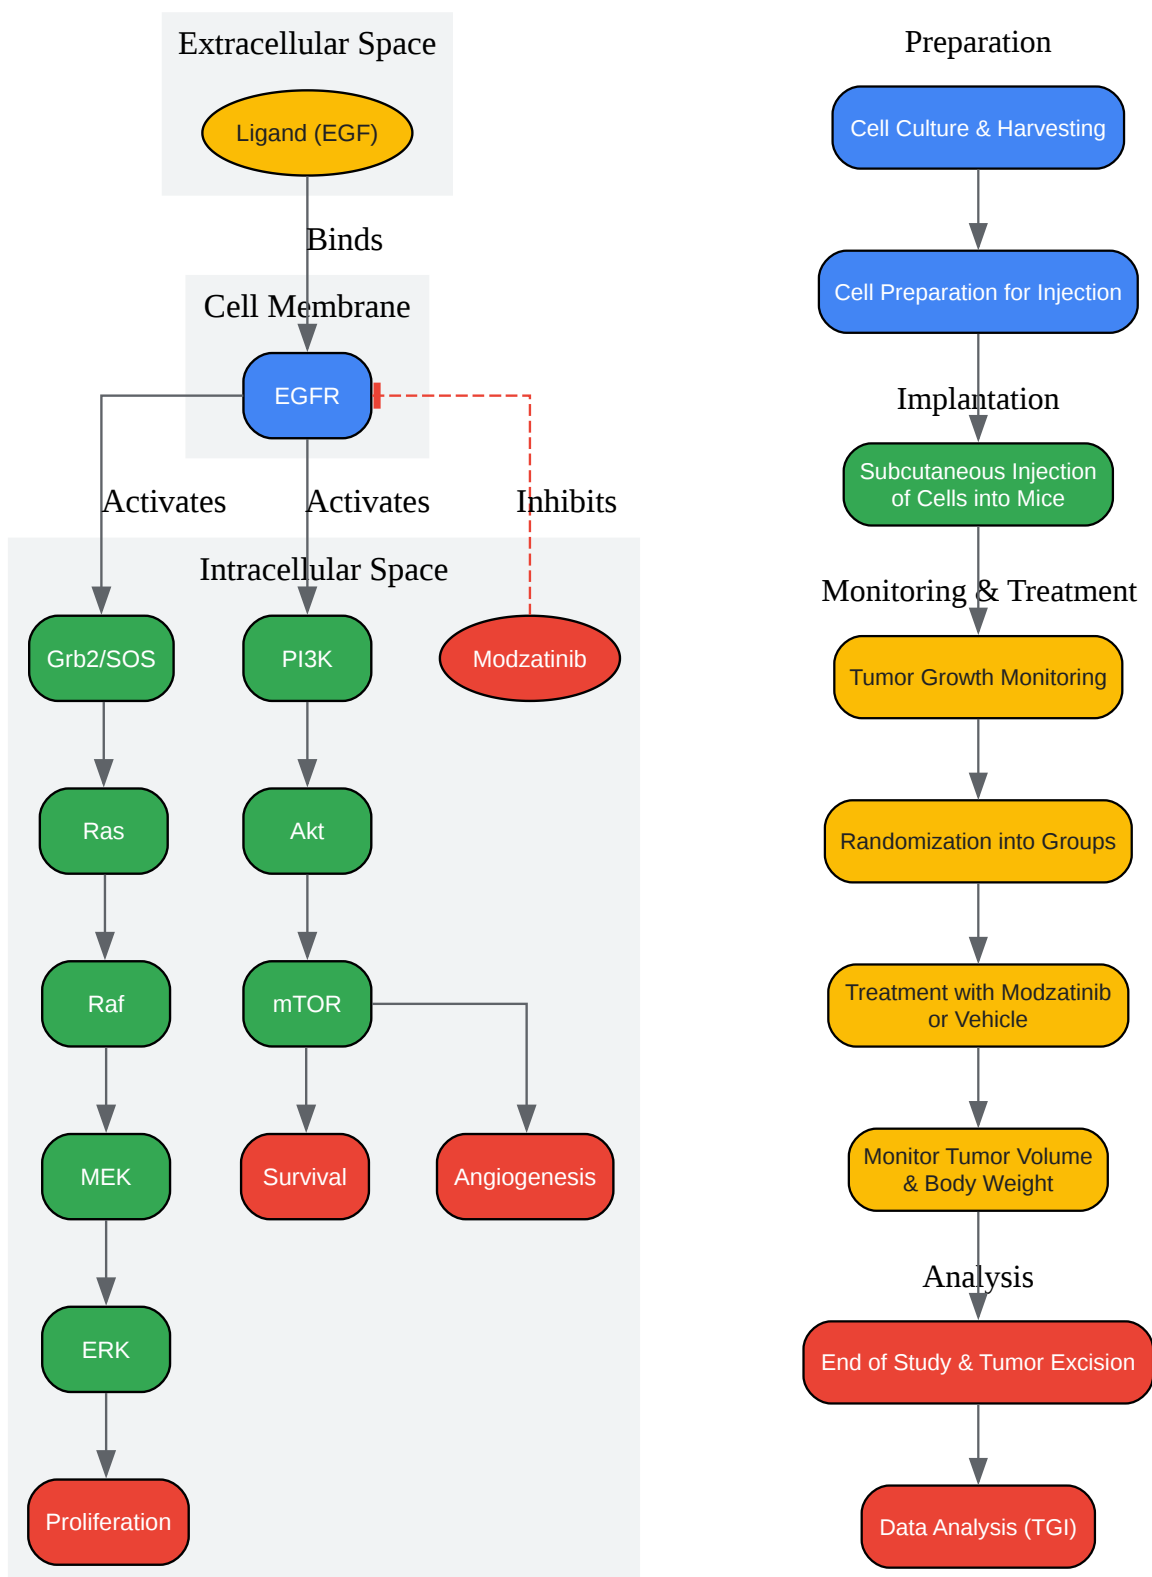 Extracellular Space
Ligand (EGF)
Binds
Cell Membrane
EGFR
Activates
Activates
Inhibits
Intracellular Space
Grb2/SOS
PI3K
Modzatinib
Ras
Akt
Raf
mTOR
MEK
Survival
Angiogenesis
ERK
Proliferation
Preparation
Cell Culture & Harvesting
Cell Preparation for Injection
Implantation
Subcutaneous Injection
of Cells into Mice
Monitoring & Treatment
Tumor Growth Monitoring
Randomization into Groups
Treatment with Modzatinib
or Vehicle
Monitor Tumor Volume
& Body Weight
Analysis
End of Study & Tumor Excision
Data Analysis (TGI)